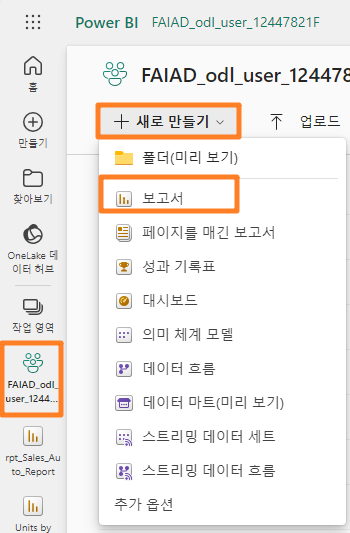 Power BI FAIAD_odl_user_12447821F
홈
만들기
찾아보기
OneLake 데
이터 허브
작업 영역
FAIAD_odl_
user_1244...
rpt_Sales_Au
to_Report
Units by
FAIAD_odl_user_124478
새로 만들기
업로드
폴더(미리 보기)
보고서
페이지를 매긴 보고서
성과 기록표
대시보드
의미 체계 모델
데이터 흐름
데이터 마트(미리 보기)
스트리밍 데이터 세트
스트리밍 데이터 흐름
추가 옵션